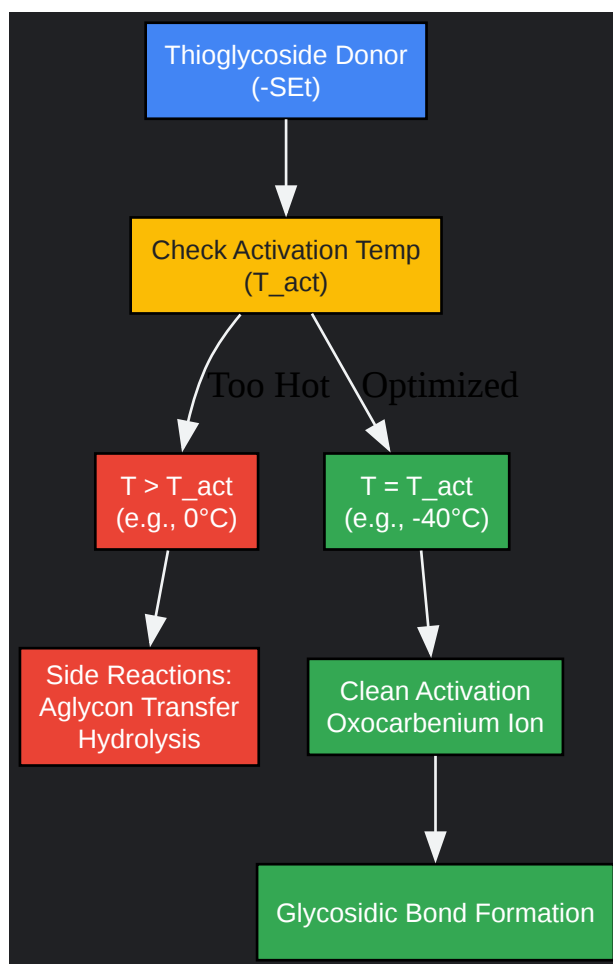 Thioglycoside Donor
(-SEt)
Check Activation Temp
(T_act)
Too Hot
Optimized
T > T_act
(e.g., 0°C)
T = T_act
(e.g., -40°C)
Side Reactions:
Aglycon Transfer
Hydrolysis
Clean Activation
Oxocarbenium Ion
Glycosidic Bond Formation